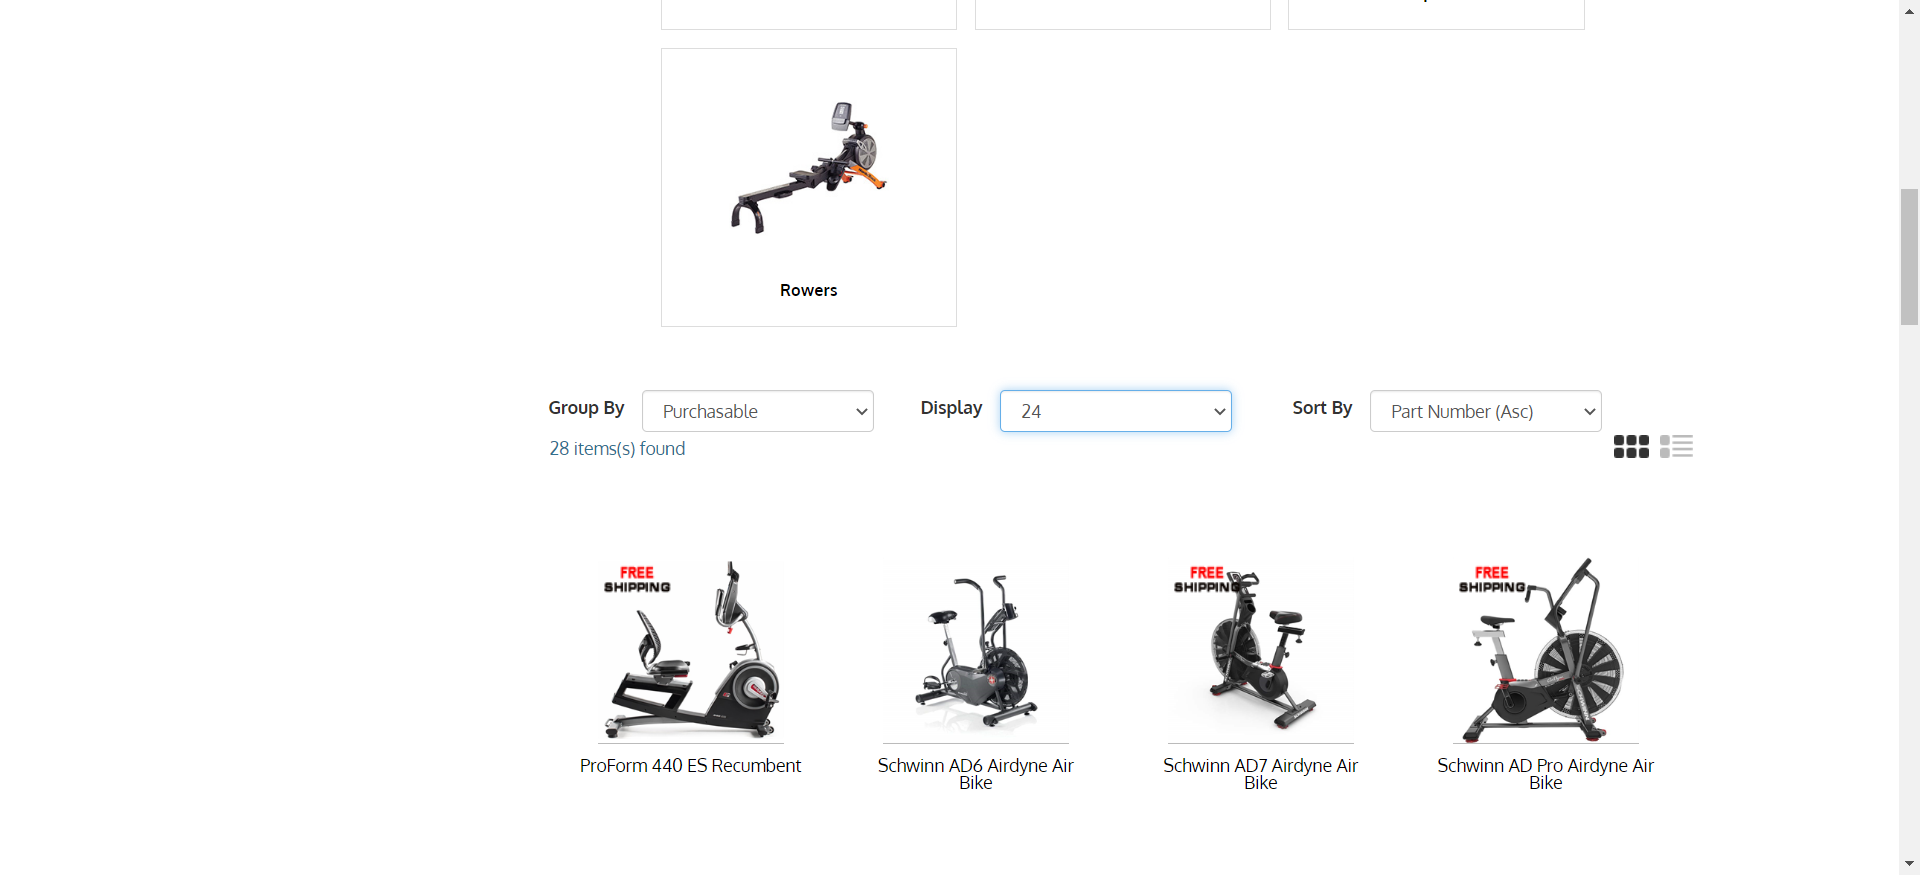 Rowers
Group By
Purchasable
Display
24
Sort By
Part Number (Asc)
28 items(s) found
FREE
SHIPPING
FREE
SHIPPING
FREE
SHIPPING
ProForm 440 ES Recumbent
Schwinn AD6 Airdyne Air
Bike
Schwinn AD7 Airdyne Air
Bike
Schwinn AD Pro Airdyne Air
Bike